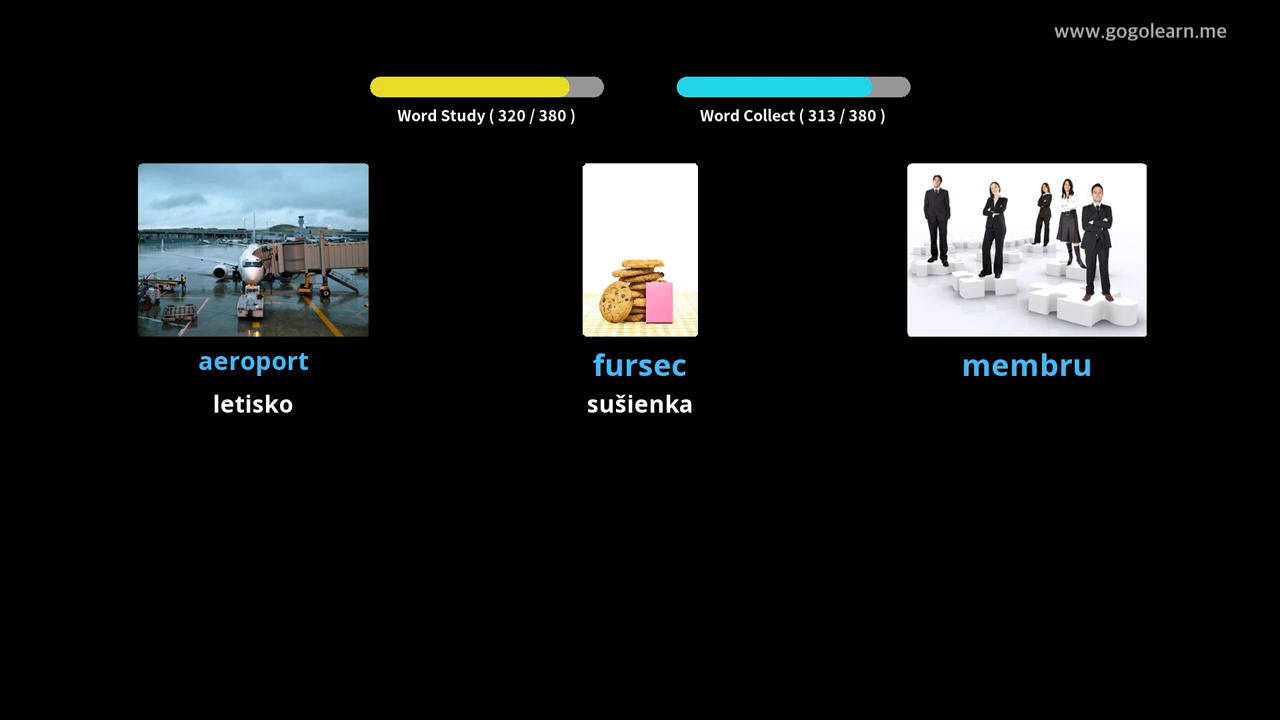 www.gogolearn.me
Word Study ( 320 / 380 )
Word Collect ( 313 / 380 )
aeroport
fursec
membru
letisko
sušienka